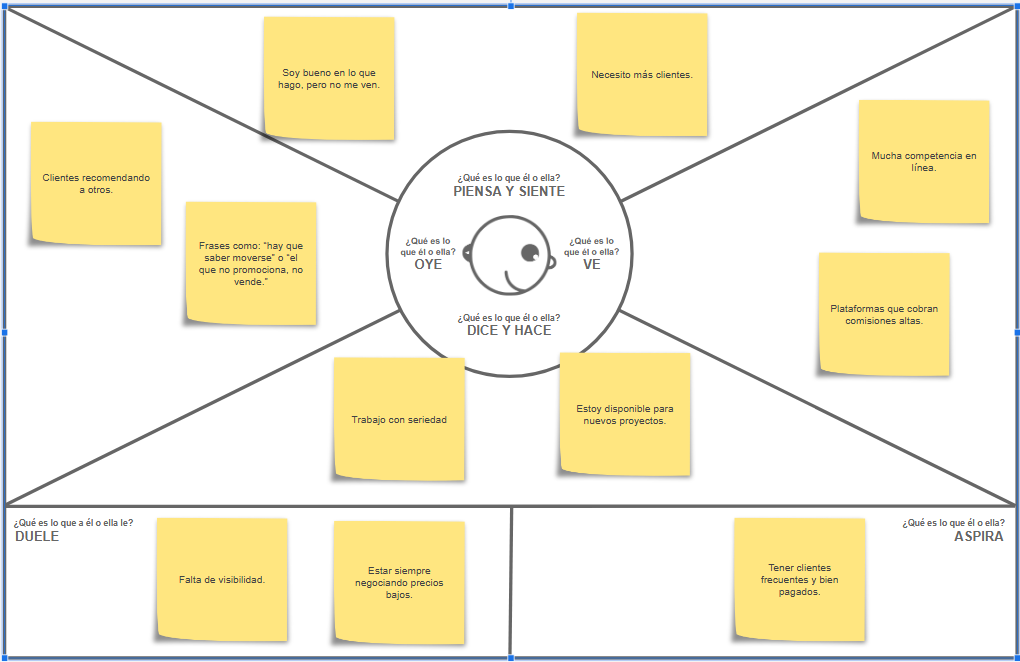 Soy bueno en lo que
hago, pero no me ven.
Necesito más clientes.
Clientes recomendando
a otros.
Mucha competencia en
línea.
Frases como: “hay que
saber moverse” o “el
que no promociona, no
vende.”
¿Qué es lo que él o ella?
PIENSA Y SIENTE
¿Qué es lo
que él o ella?
OYE
¿Qué es lo
que él o ella?
VE
¿Qué es lo que él o ella?
DICE Y HACE
Plataformas que cobran
comisiones altas.
Trabajo con seriedad
Estoy disponible para
nuevos proyectos.
¿Qué es lo que a él o ella le?
DUELE
Falta de visibilidad.
Estar siempre
negociando precios
bajos.
¿Qué es lo que él o ella?
ASPIRA
Tener clientes
frecuentes y bien
pagados.